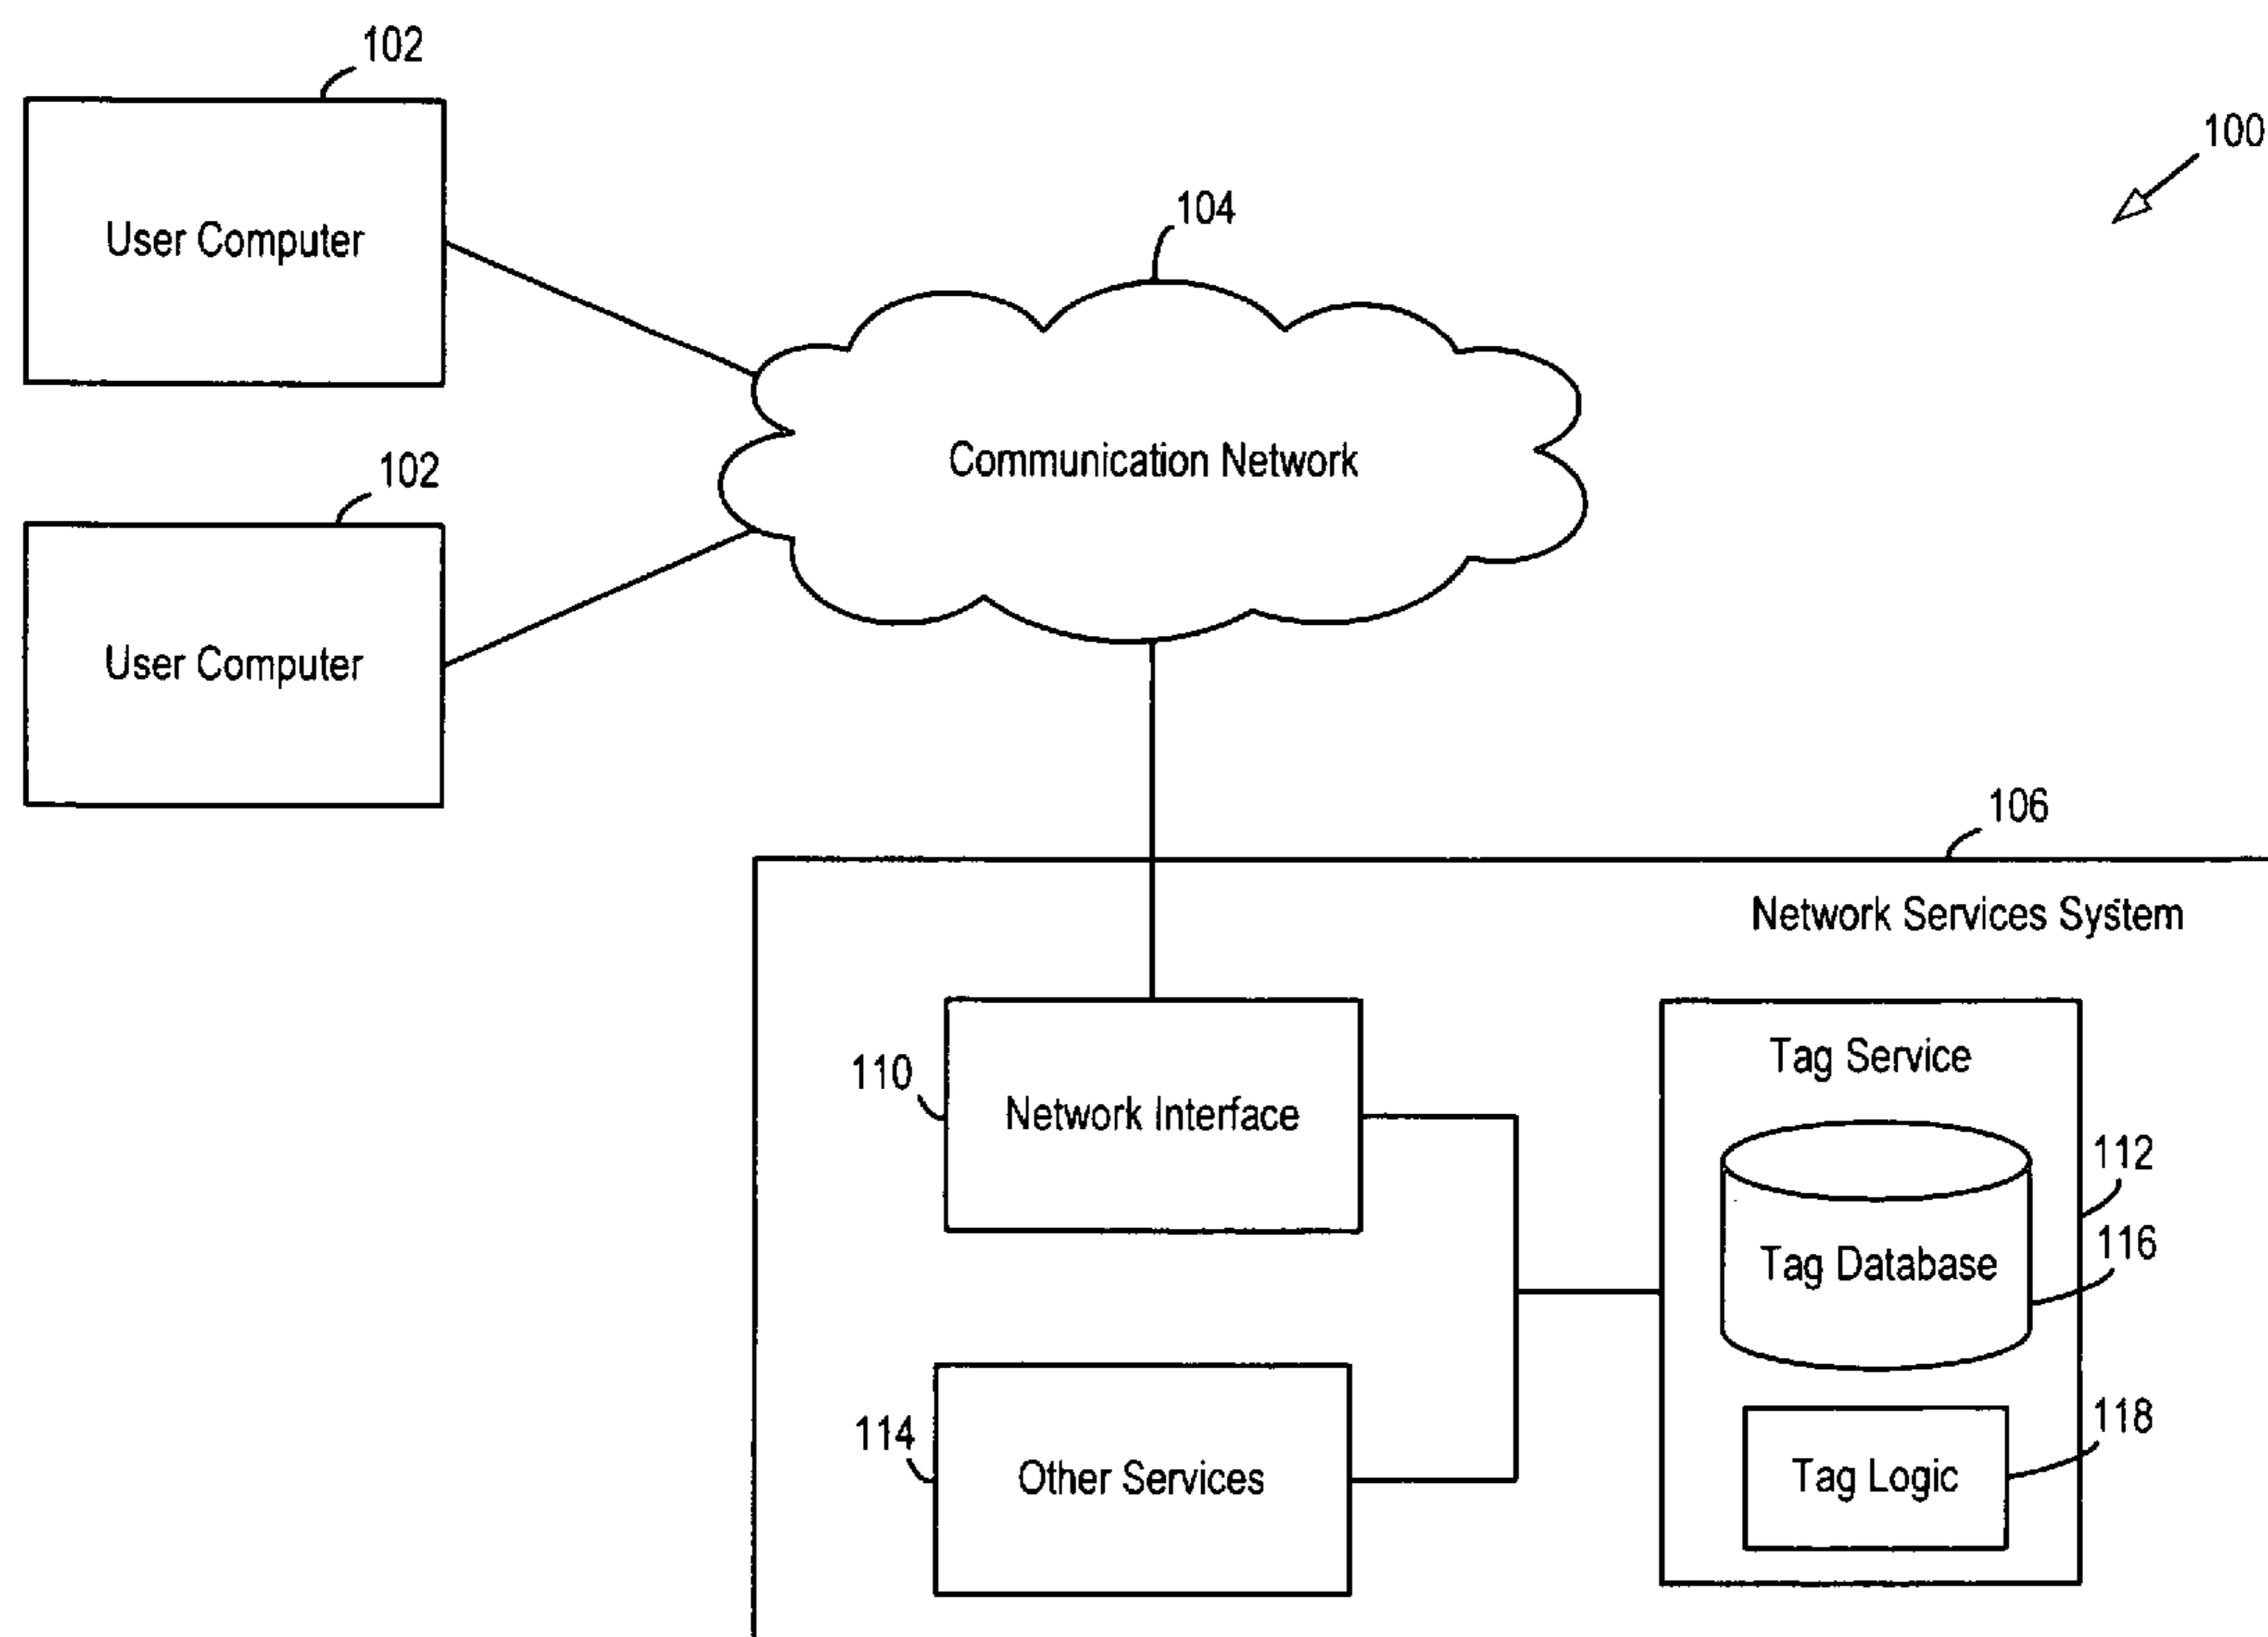 102
User Computer
100
104
Communication Network
102
User Computer
106
Network Services System
110
Network Interface
Tag Service
112
Tag Database
116
114
Other Services
118
Tag Logic